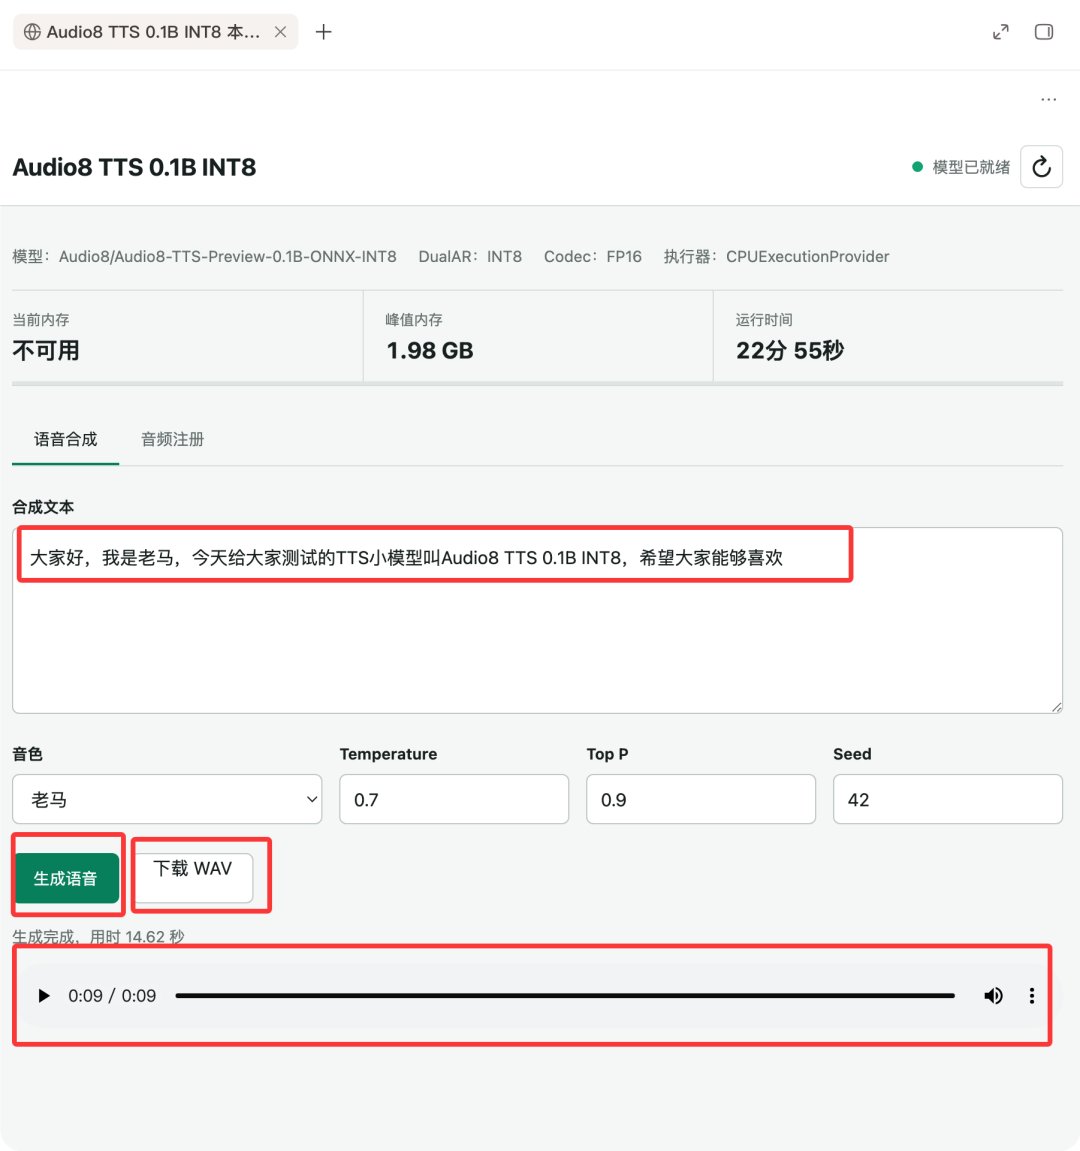 Audio8 TTS 0.1B INT8 本...
Audio8 TTS 0.1B INT8
模型已就绪
模型：Audio8/Audio8-TTS-Preview-0.1B-ONNX-INT8 DualAR：INT8 Codec：FP16 执行器：CPUExecutionProvider
当前内存 峰值内存 运行时间
不可用 1.98 GB 22分 55秒
语音合成 音频注册
合成文本
大家好，我是老马，今天给大家测试的TTS小模型叫Audio8 TTS 0.1B INT8，希望大家能够喜欢
音色 Temperature Top P Seed
老马 0.7 0.9 42
生成语音 下载 WAV
生成完成，用时 14.62 秒
0:09 / 0:09